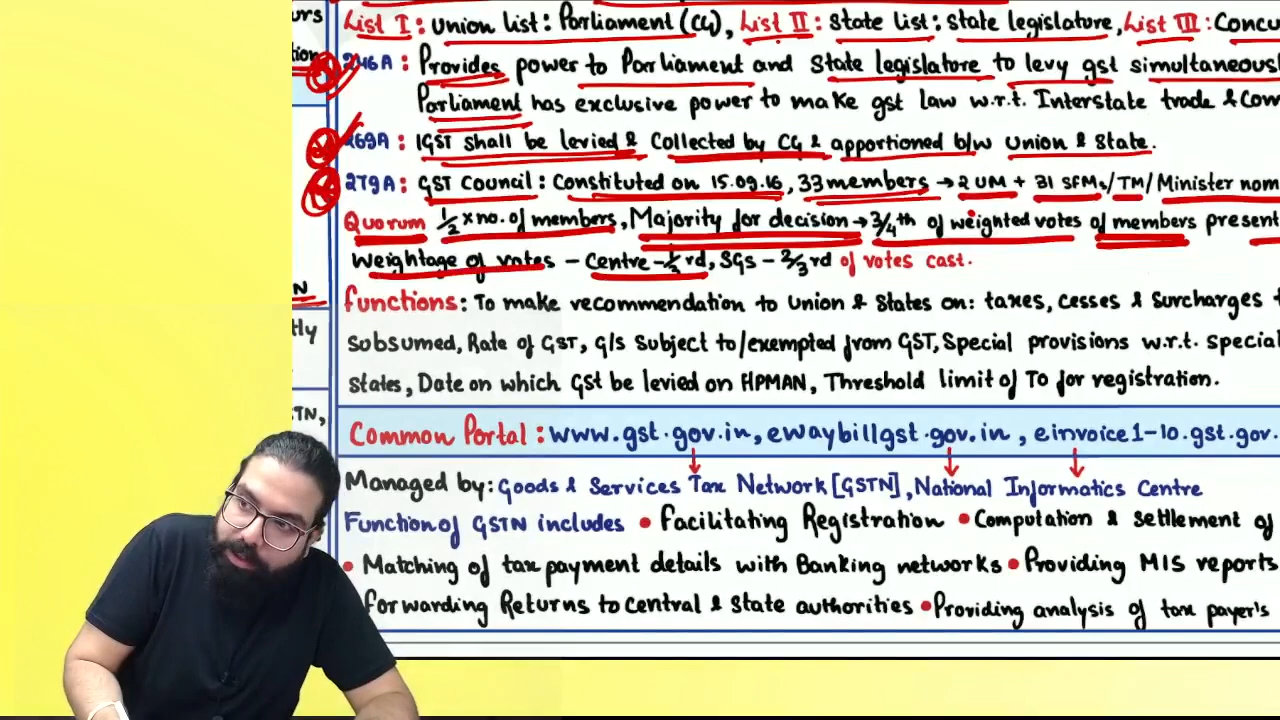 urs
List I: Union list: Parliament (CG), List II: State list: State legislature, List III:
246A: Provides power to Parliament and State legislature to levy gst
Parliament has exclusive power to make gst law w.r.t. Interstate trade &
269A: IGST shall be levied & Collected by CG & apportioned b/w Union & State.
279A: GST Council: Constituted on 15.09.16, 33 members → 2 UM + 31 SFMs/TM/Minister
Quorum 1/2 x no. of members, Majority for decision → 3/4th of weighted votes of members present
Weightage of votes - Centre - 1/3rd, SGs - 2/3rd of votes cast.
N
functions: To make recommendation to Union & States on: taxes, Cesses & Surcharges
tly
subsumed, Rate of GST, G/s Subject to/exempted from GST, Special provisions w.r.t. special
states, Date on which GST be levied on HPMAN, Threshold limit of TO for registration.
TN,
Common Portal: www.gst.gov.in, ewaybillgst.gov.in, einvoice1-10.gst.gov.
Managed by: Goods & Services Tax Network [GSTN], National Informatics Centre
Function of GSTN includes • Facilitating Registration • Computation & settlement of
• Matching of tax payment details with Banking networks • Providing MIS reports
forwarding Returns to central & state authorities • Providing analysis of tax payer's